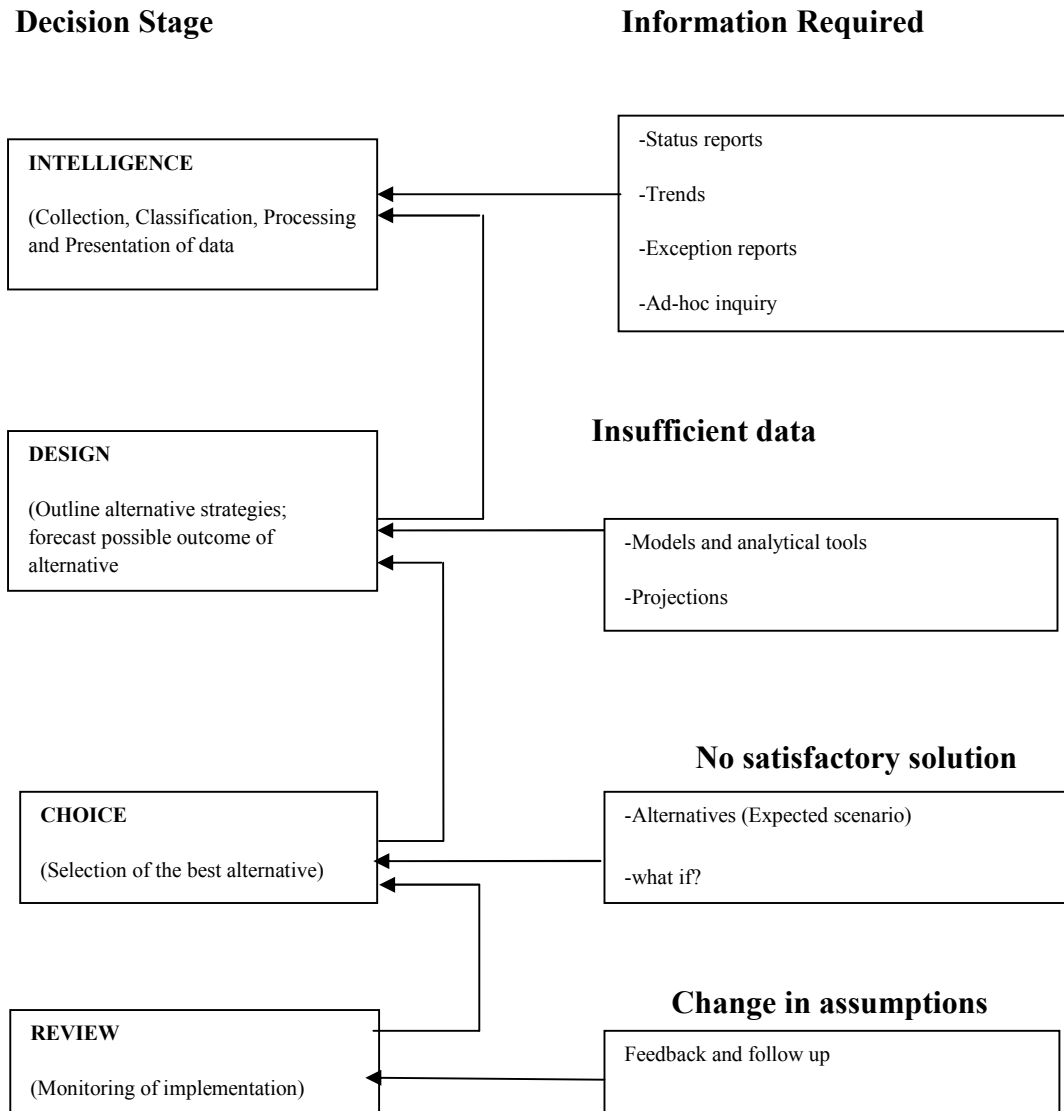 Decision Stage
Information Required
INTELLIGENCE
(Collection, Classification, Processing
and Presentation of data
-Status reports
-Trends
-Exception reports
-Ad-hoc inquiry
Insufficient data
DESIGN
(Outline alternative strategies;
forecast possible outcome of
alternative
-Models and analytical tools
-Projections
No satisfactory solution
CHOICE
(Selection of the best alternative)
-Alternatives (Expected scenario)
-what if?
Change in assumptions
REVIEW
(Monitoring of implementation)
Feedback and follow up